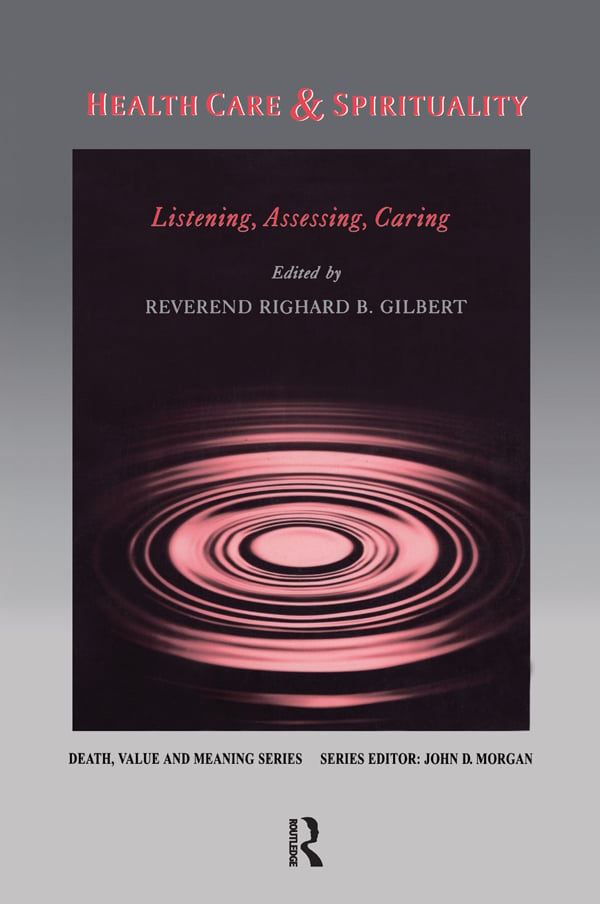 HEALTH CARE & SPIRITUALITY
Listening, Assessing, Caring
Edited by
REVEREND RIGHARD B. GILBERT
DEATH, VALUE AND MEANING SERIES SERIES EDITOR: JOHN D. MORGAN
ROUTLEDGE